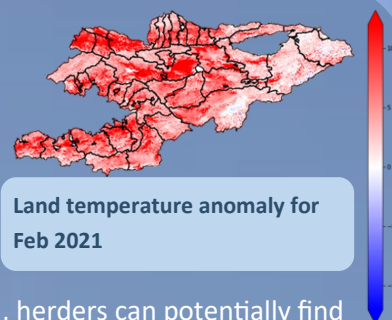 Land temperature anomaly for
Feb 2021
. herders can potentially find